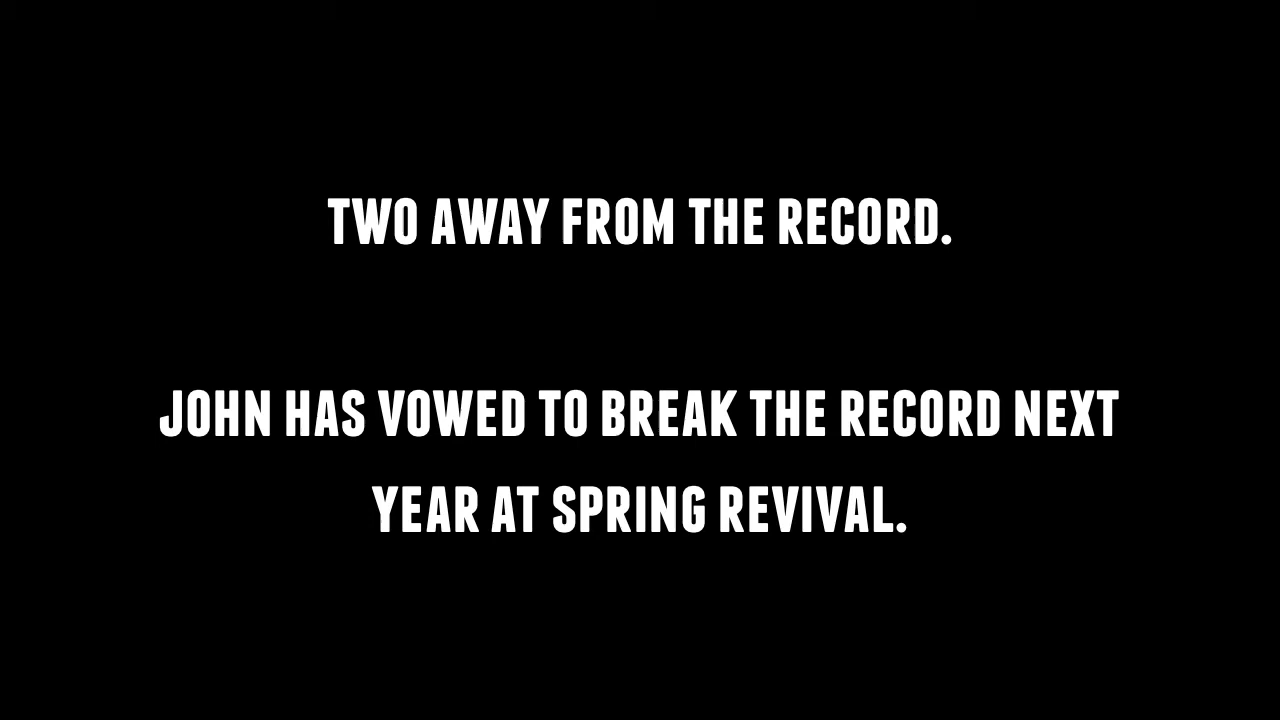 TWO AWAY FROM THE RECORD.
JOHN HAS VOWED TO BREAK THE RECORD NEXT
YEAR AT SPRING REVIVAL.